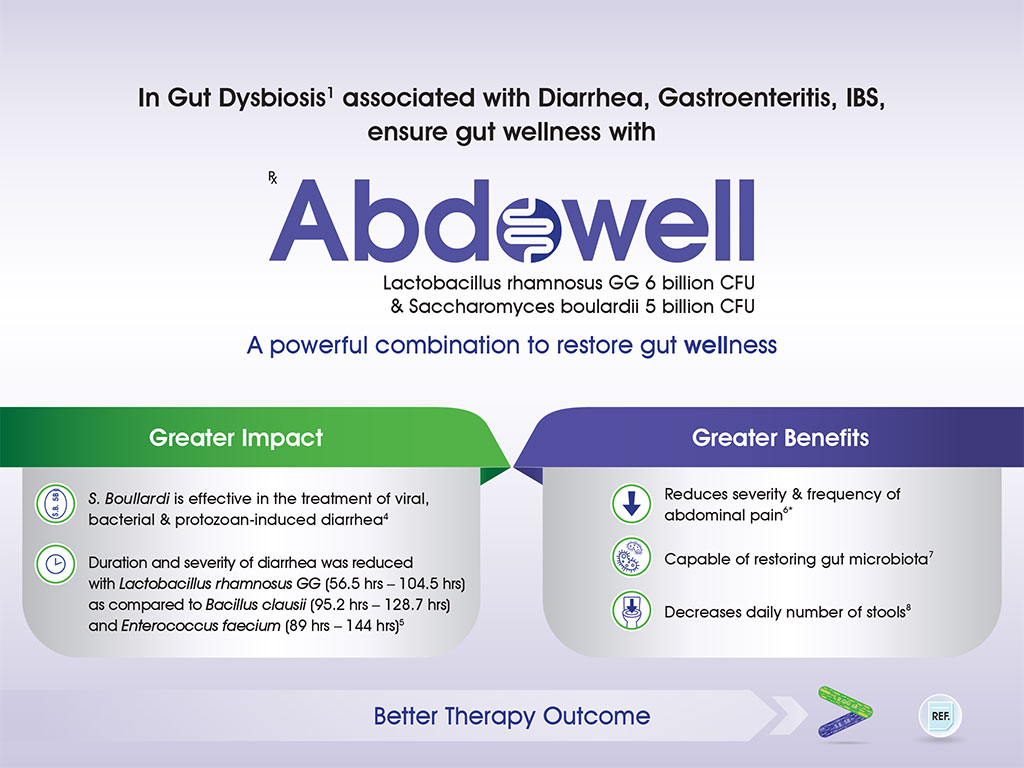 In Gut Dysbiosis¹ associated with Diarrhea, Gastroenteritis, IBS,
ensure gut wellness with
℞
Abdowell
Lactobacillus rhamnosus GG 6 billion CFU
& Saccharomyces boulardii 5 billion CFU
A powerful combination to restore gut wellness
Greater Impact
S.B. 5B
S. Boullardi is effective in the treatment of viral,
bacterial & protozoan-induced diarrhea⁴
Duration and severity of diarrhea was reduced
with Lactobacillus rhamnosus GG (56.5 hrs – 104.5 hrs)
as compared to Bacillus clausii (95.2 hrs – 128.7 hrs)
and Enterococcus faecium (89 hrs – 144 hrs)⁵
Greater Benefits
Reduces severity & frequency of
abdominal pain⁶*
Capable of restoring gut microbiota⁷
Decreases daily number of stools⁸
Better Therapy Outcome
REF.